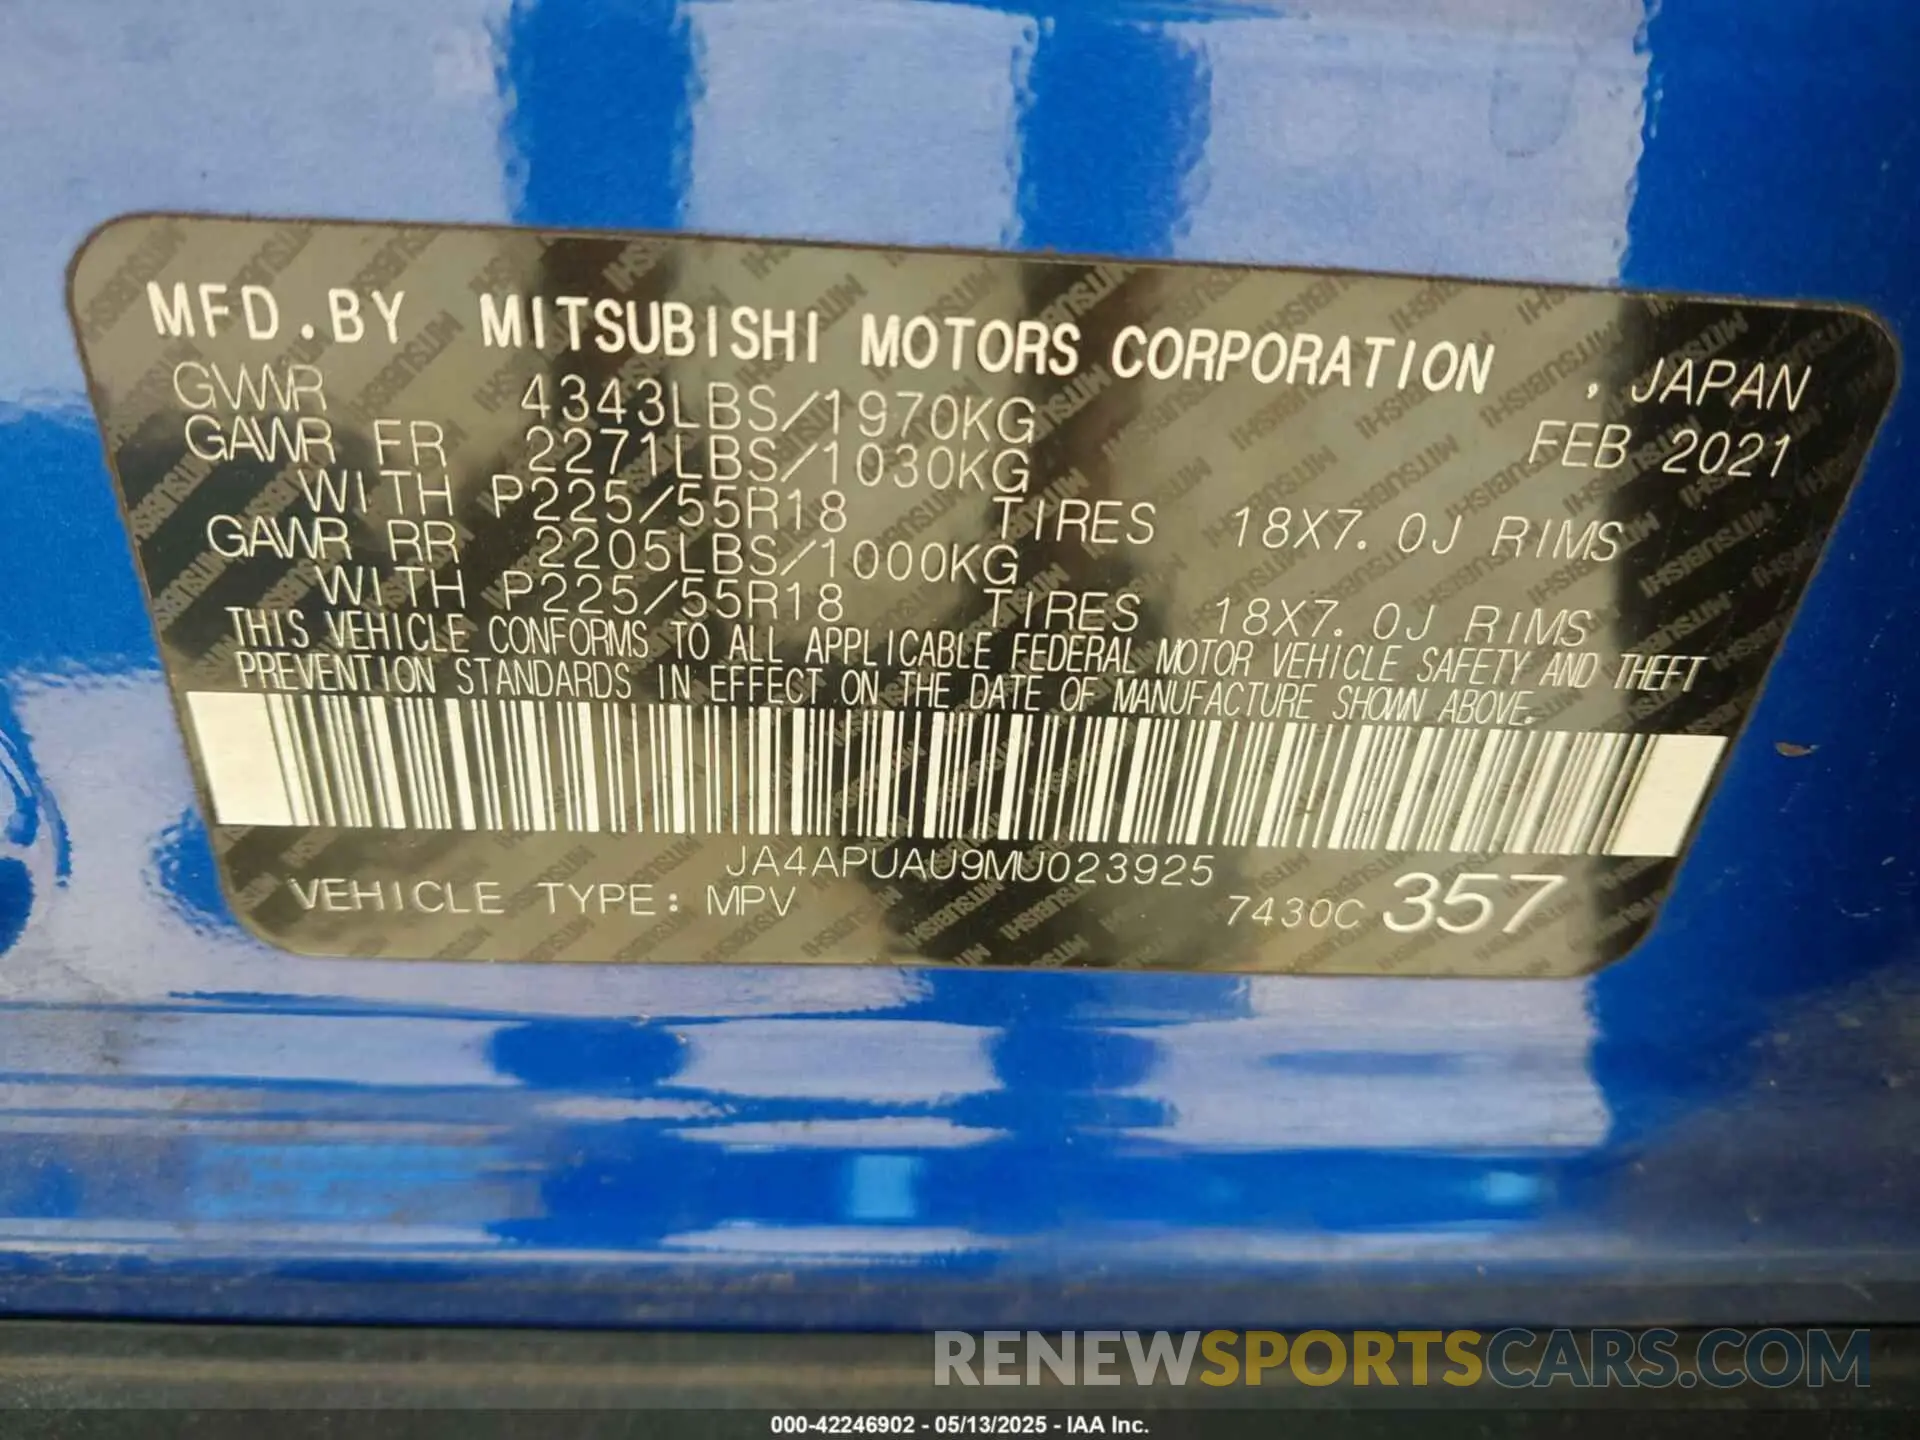 MFD.BY MITSUBISHI MOTORS CORPORATION , JAPAN
GVWR 4343LBS/1970KG FEB 2021
GAWR FR 2271LBS/1030KG
WITH P225/55R18 TIRES 18X7.0J RIMS
GAWR RR 2205LBS/1000KG
WITH P225/55R18 TIRES 18X7.0J RIMS
THIS VEHICLE CONFORMS TO ALL APPLICABLE FEDERAL MOTOR VEHICLE SAFETY AND THEFT
PREVENTION STANDARDS IN EFFECT ON THE DATE OF MANUFACTURE SHOWN ABOVE.
JA4APUAU9MU023925
VEHICLE TYPE: MPV 7430C 357
RENEWSPORTSCARS.COM
000-42246902 - 05/13/2025 - IAA Inc.